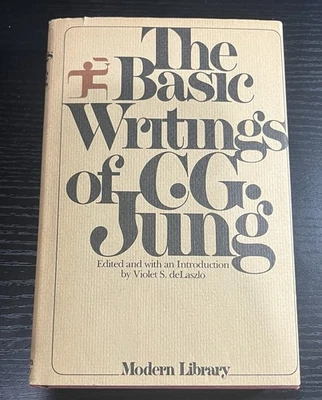 The
Basic
Writings
of C.G.
Jung
Edited and with an Introduction
by Violet S. deLaszlo
Modern Library